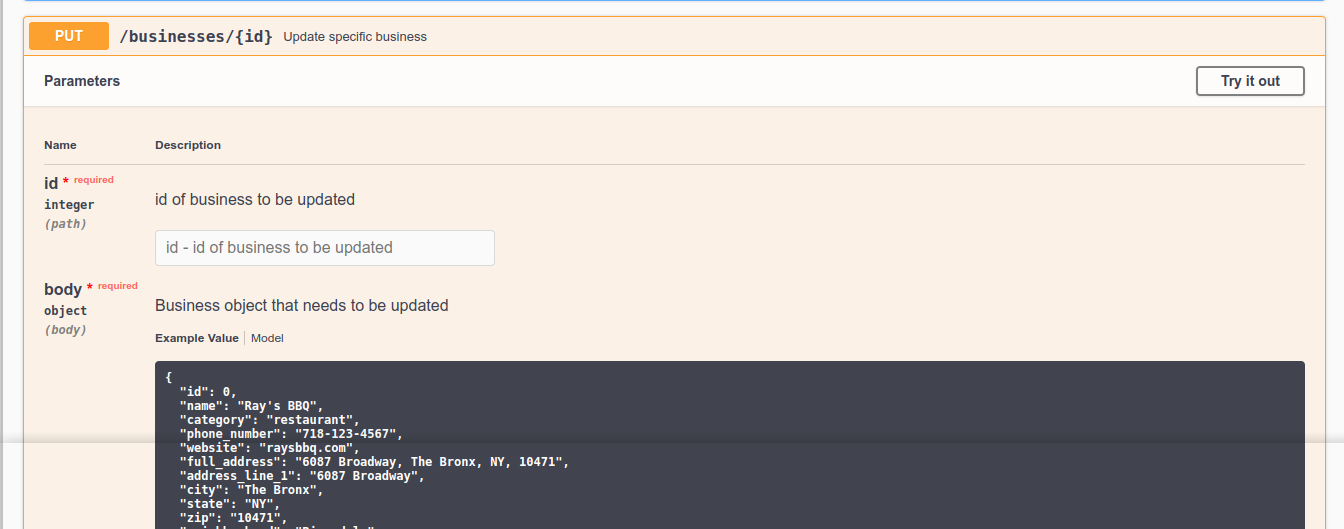 PUT /businesses/{id} Update specific business
Parameters Try it out
Name Description
id * required
integer
(path)
id of business to be updated
id - id of business to be updated
body * required
object
(body)
Business object that needs to be updated
Example Value Model
{
"id": 0,
"name": "Ray's BBQ",
"category": "restaurant",
"phone_number": "718-123-4567",
"website": "raysbbq.com",
"full_address": "6087 Broadway, The Bronx, NY, 10471",
"address_line_1": "6087 Broadway",
"city": "The Bronx",
"state": "NY",
"zip": "10471",